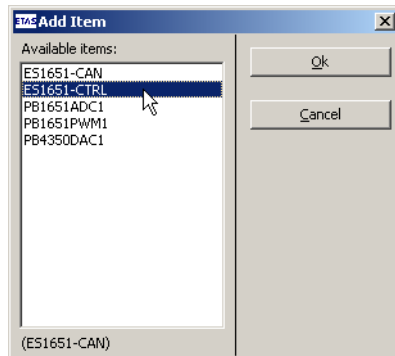 ETAS Add Item
Available items:
ES1651-CAN
ES1651-CTRL
PB1651ADC1
PB1651PWM1
PB4350DAC1
(ES1651-CAN)
Ok
Cancel